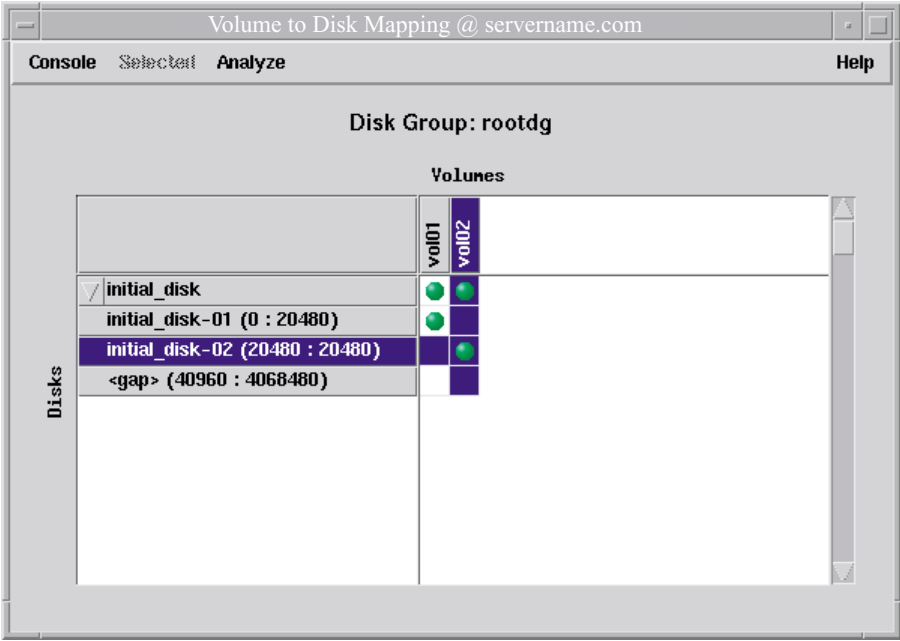 Volume to Disk Mapping @ servername.com
Console Selected Analyze Help
Disk Group: rootdg
Volumes
vol01 vol02
Disks
initial_disk
initial_disk-01 (0 : 20480)
initial_disk-02 (20480 : 20480)
<gap> (40960 : 4068480)